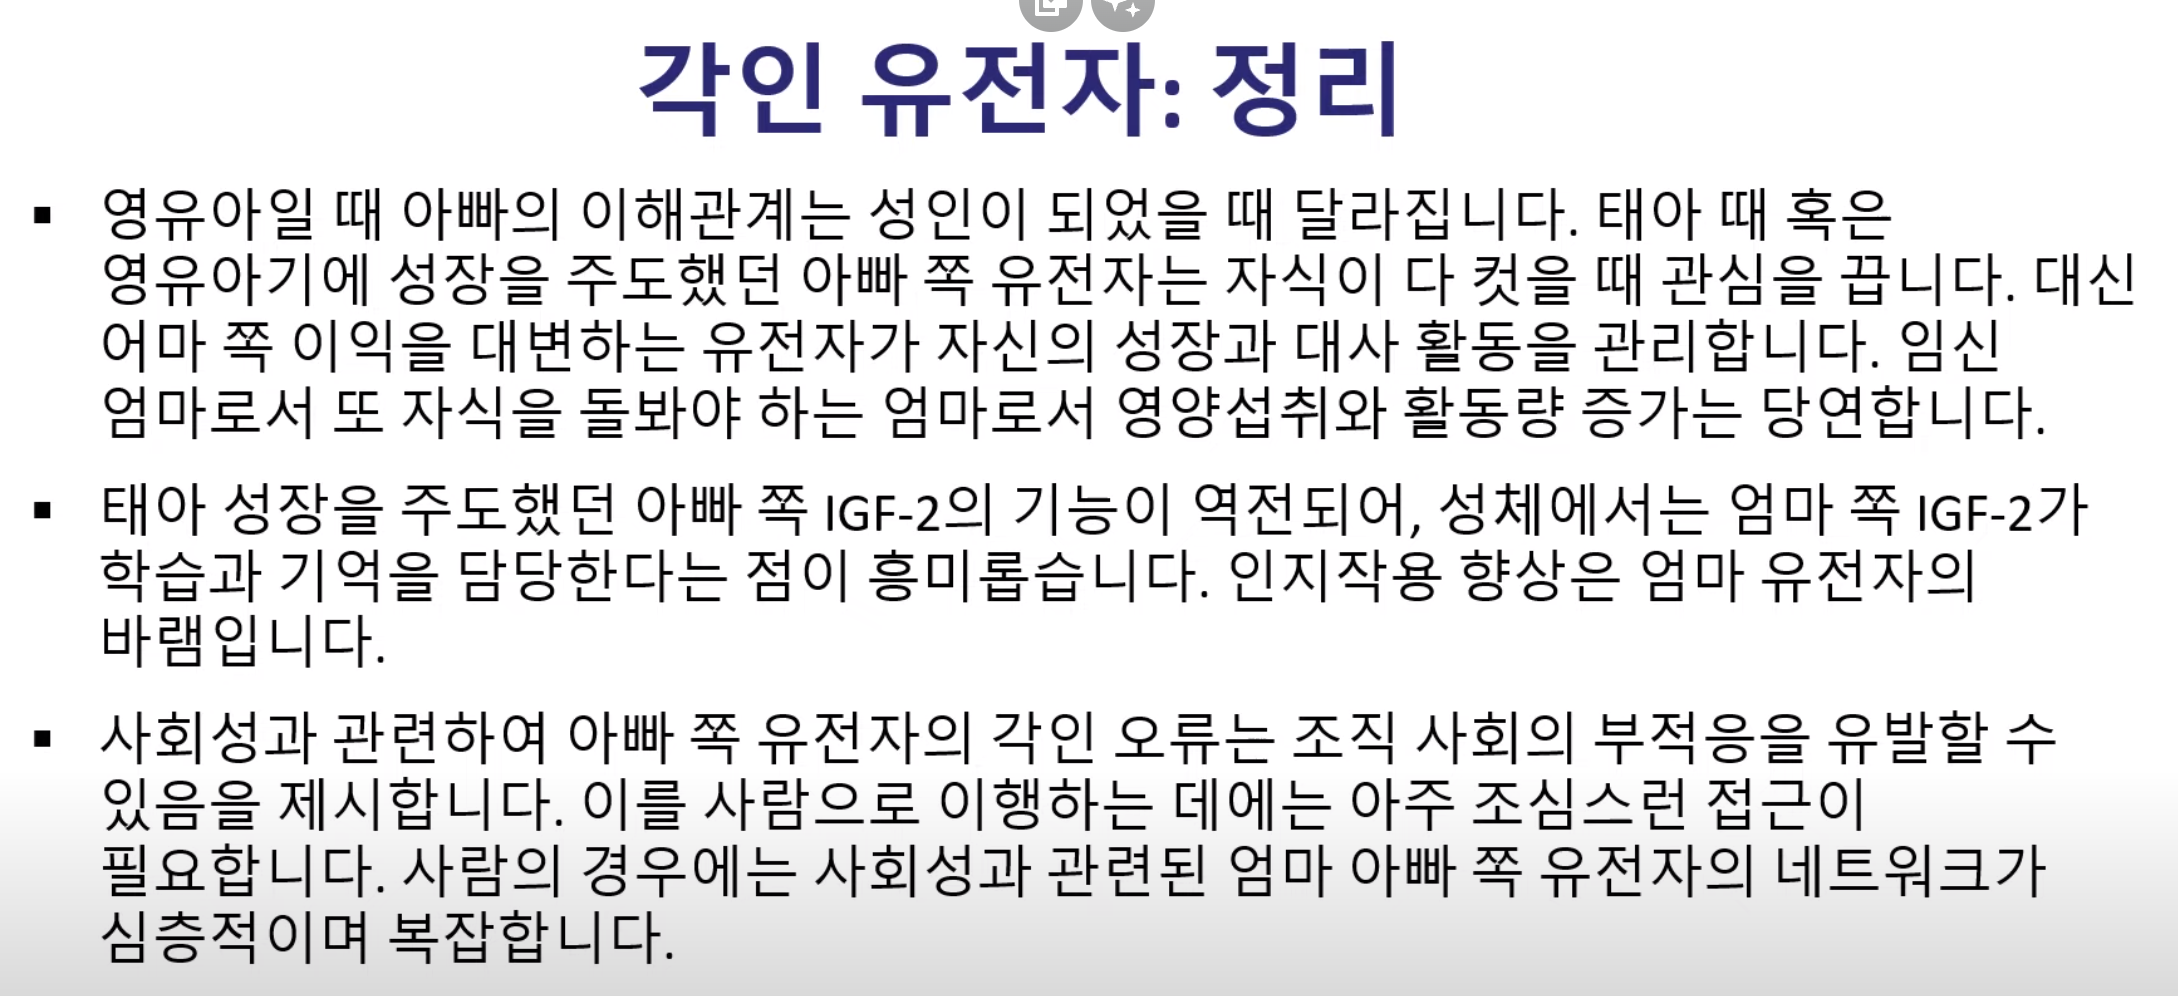 각인 유전자: 정리
▪ 영유아일 때 아빠의 이해관계는 성인이 되었을 때 달라집니다. 태아 때 혹은
영유아기에 성장을 주도했던 아빠 쪽 유전자는 자식이 다 컷을 때 관심을 끕니다. 대신
어마 쪽 이익을 대변하는 유전자가 자신의 성장과 대사 활동을 관리합니다. 임신
엄마로서 또 자식을 돌봐야 하는 엄마로서 영양섭취와 활동량 증가는 당연합니다.
▪ 태아 성장을 주도했던 아빠 쪽 IGF-2의 기능이 역전되어, 성체에서는 엄마 쪽 IGF-2가
학습과 기억을 담당한다는 점이 흥미롭습니다. 인지작용 향상은 엄마 유전자의
바램입니다.
▪ 사회성과 관련하여 아빠 쪽 유전자의 각인 오류는 조직 사회의 부적응을 유발할 수
있음을 제시합니다. 이를 사람으로 이행하는 데에는 아주 조심스런 접근이
필요합니다. 사람의 경우에는 사회성과 관련된 엄마 아빠 쪽 유전자의 네트워크가
심층적이며 복잡합니다.